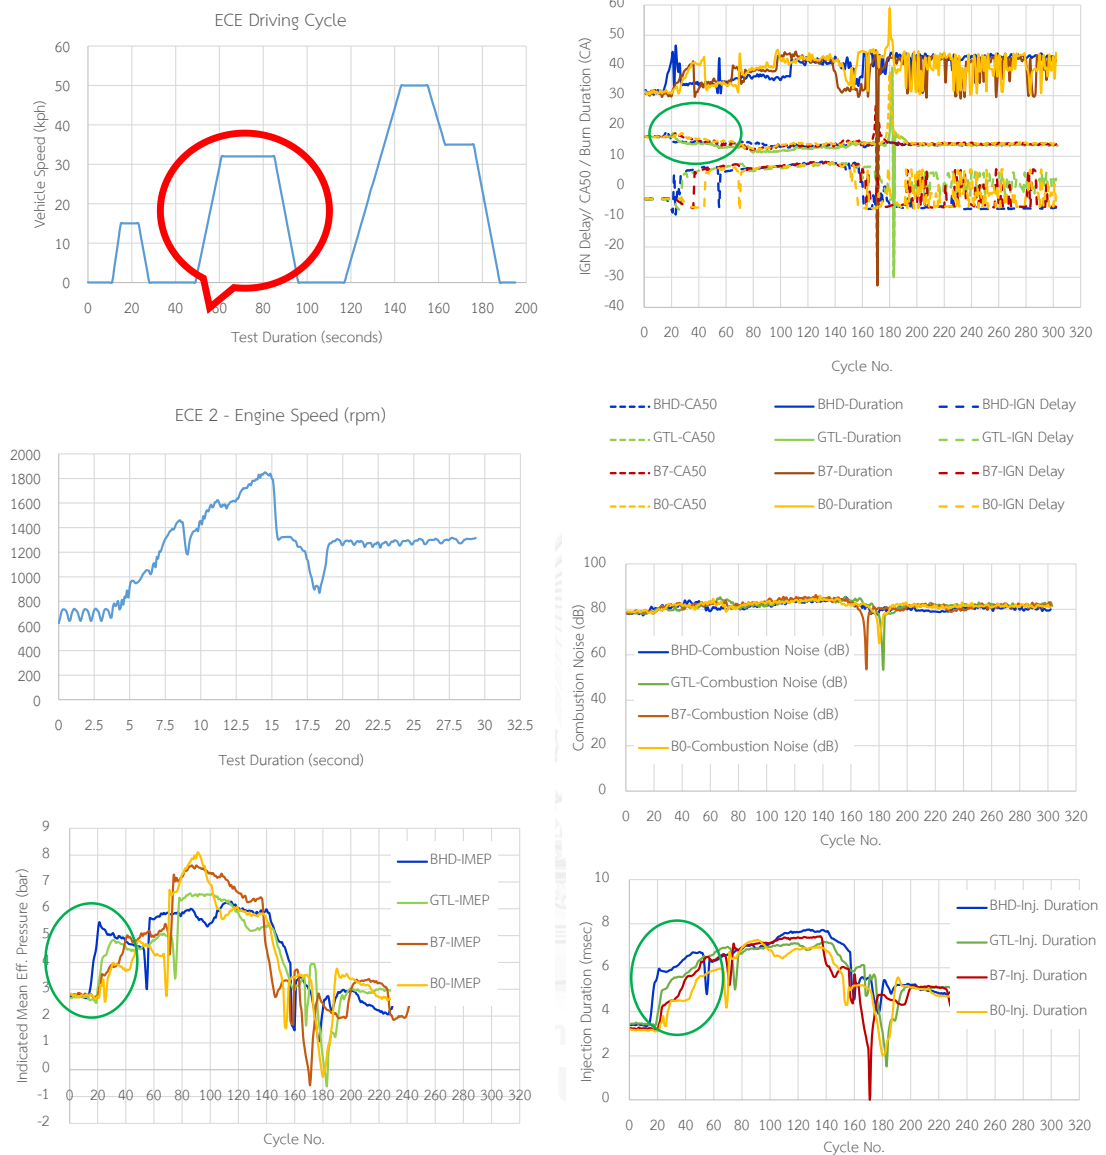 ECE Driving Cycle
60
50
40
30
20
10
0
Vehicle Speed (kph)
0 20 40 60 80 100 120 140 160 180 200
Test Duration (seconds)
60
50
40
30
20
10
0
-10
-20
-30
-40
IGN Delay/ CA50 / Burn Duration (CA)
0 20 40 60 80 100 120 140 160 180 200 220 240 260 280 300 320
Cycle No.
BHD-CA50 BHD-Duration BHD-IGN Delay
GTL-CA50 GTL-Duration GTL-IGN Delay
B7-CA50 B7-Duration B7-IGN Delay
B0-CA50 B0-Duration B0-IGN Delay
ECE 2 - Engine Speed (rpm)
2000
1800
1600
1400
1200
1000
800
600
400
200
0
0 2.5 5 7.5 10 12.5 15 17.5 20 22.5 25 27.5 30 32.5
Test Duration (second)
100
80
60
40
20
0
Combustion Noise (dB)
BHD-Combustion Noise (dB)
GTL-Combustion Noise (dB)
B7-Combustion Noise (dB)
B0-Combustion Noise (dB)
0 20 40 60 80 100 120 140 160 180 200 220 240 260 280 300 320
Cycle No.
9
8
7
6
5
4
3
2
1
0
-1
-2
Indicated Mean Eff. Pressure (bar)
BHD-IMEP
GTL-IMEP
B7-IMEP
B0-IMEP
0 20 40 60 80 100 120 140 160 180 200 220 240 260 280 300 320
Cycle No.
10
8
6
4
2
0
Injection Duration (msec)
BHD-Inj. Duration
GTL-Inj. Duration
B7-Inj. Duration
B0-Inj. Duration
0 20 40 60 80 100 120 140 160 180 200 220 240 260 280 300 320
Cycle No.